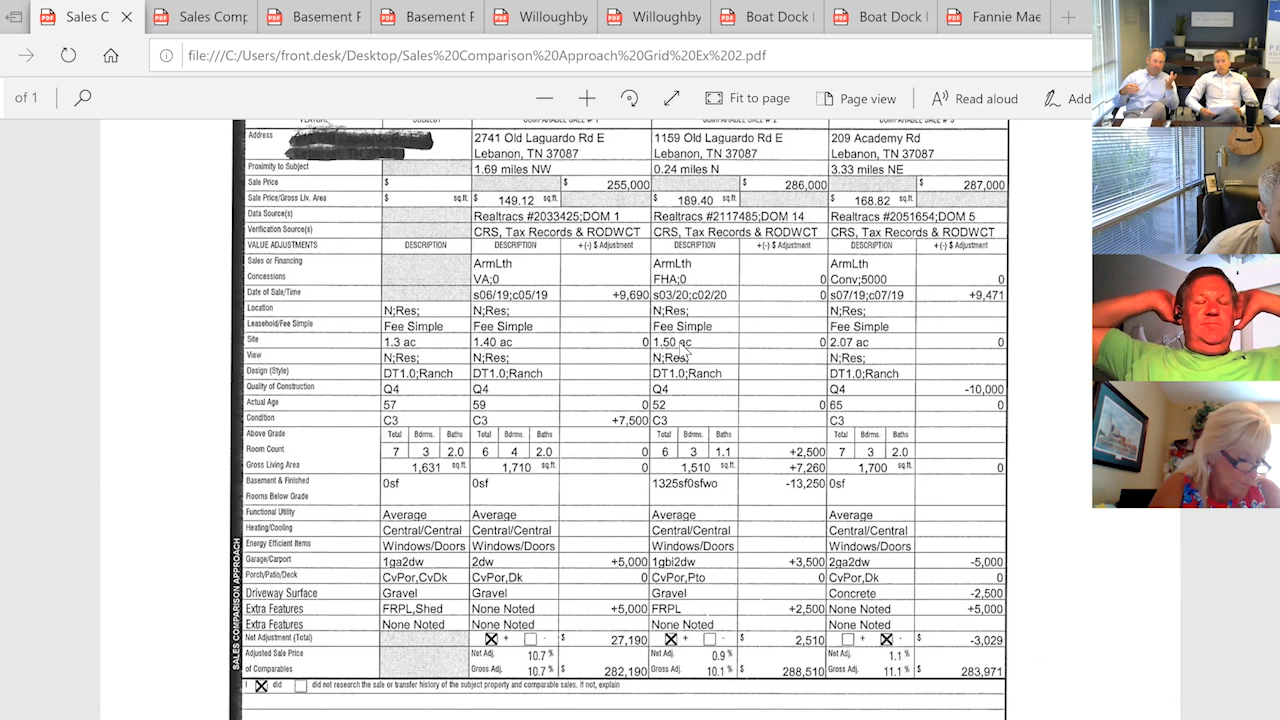 Sales C
Sales Comp
Basement F
Basement F
Willoughby
Willoughby
Boat Dock
Boat Dock
Fannie Mae
file:///C:/Users/front.desk/Desktop/Sales%20Comparison%20Approach%20Grid%20Ex%202.pdf
of 1
Fit to page
Page view
Read aloud
Add
Address 2741 Old Laguardo Rd E 1159 Old Laguardo Rd E 209 Academy Rd
Lebanon, TN 37087 Lebanon, TN 37087 Lebanon, TN 37087
Proximity to Subject 1.69 miles NW 0.24 miles N 3.33 miles NE
Sale Price $ $ 255,000 $ 286,000 $ 287,000
Sale Price/Gross Liv. Area $ sq.ft. $ 149.12 sq.ft. $ 189.40 sq.ft. $ 168.82 sq.ft.
Data Source(s) Realtracs #2033425;DOM 1 Realtracs #2117485;DOM 14 Realtracs #2051654;DOM 5
Verification Source(s) CRS, Tax Records & RODWCT CRS, Tax Records & RODWCT CRS, Tax Records & RODWCT
VALUE ADJUSTMENTS DESCRIPTION DESCRIPTION +(-) $ Adjustment DESCRIPTION +(-) $ Adjustment DESCRIPTION +(-) $ Adjustment
Sales or Financing ArmLth ArmLth ArmLth
Concessions VA;0 FHA;0 0 Conv;5000 0
Date of Sale/Time s06/19;c05/19 +9,690 s03/20;c02/20 0 s07/19;c07/19 +9,471
Location N;Res; N;Res; N;Res; N;Res;
Leasehold/Fee Simple Fee Simple Fee Simple Fee Simple Fee Simple
Site 1.3 ac 1.40 ac 0 1.50 ac 0 2.07 ac 0
View N;Res; N;Res; N;Res; N;Res;
Design (Style) DT1.0;Ranch DT1.0;Ranch DT1.0;Ranch DT1.0;Ranch
Quality of Construction Q4 Q4 Q4 Q4 -10,000
Actual Age 57 59 0 52 0 65 0
Condition C3 C3 +7,500 C3 C3
Above Grade Total Bdrms. Baths Total Bdrms. Baths Total Bdrms. Baths Total Bdrms. Baths
Room Count 7 3 2.0 6 4 2.0 0 6 3 1.1 +2,500 7 3 2.0
Gross Living Area 1,631 sq.ft. 1,710 sq.ft. 0 1,510 sq.ft. +7,260 1,700 sq.ft. 0
Basement & Finished 0sf 0sf 1325sf0sfwo -13,250 0sf
Rooms Below Grade
Functional Utility Average Average Average Average
Heating/Cooling Central/Central Central/Central Central/Central Central/Central
Energy Efficient Items Windows/Doors Windows/Doors Windows/Doors Windows/Doors
Garage/Carport 1ga2dw 2dw +5,000 1gbi2dw +3,500 2ga2dw -5,000
Porch/Patio/Deck CvPor,CvDk CvPor,Dk 0 CvPor,Pto 0 CvPor,Dk 0
Driveway Surface Gravel Gravel Gravel Concrete -2,500
Extra Features FRPL,Shed None Noted +5,000 FRPL +2,500 None Noted +5,000
Extra Features None Noted None Noted None Noted None Noted
Net Adjustment (Total) + - $ 27,190 + - $ 2,510 + - $ -3,029
Adjusted Sale Price Net Adj. 10.7 % Net Adj. 0.9 % Net Adj. 1.1 %
of Comparables Gross Adj. 10.7 % $ 282,190 Gross Adj. 10.1 % $ 288,510 Gross Adj. 11.1 % $ 283,971
I did did not research the sale or transfer history of the subject property and comparable sales. If not, explain
SALES COMPARISON APPROACH